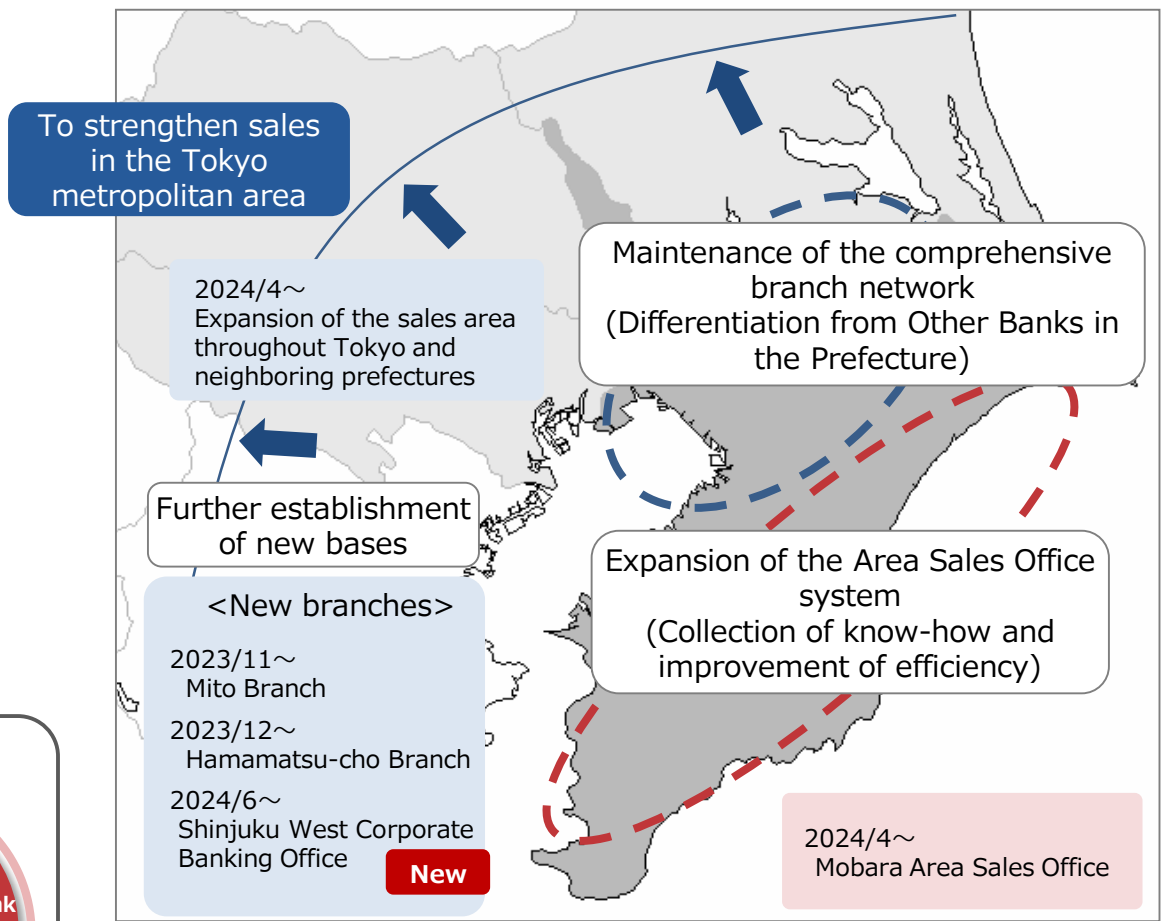 To strengthen sales
in the Tokyo
metropolitan area
2024/4～
Expansion of the sales area
throughout Tokyo and
neighboring prefectures
Maintenance of the comprehensive
branch network
(Differentiation from Other Banks in
the Prefecture)
Further establishment
of new bases
<New branches>
2023/11～
Mito Branch
2023/12～
Hamamatsu-cho Branch
2024/6～
Shinjuku West Corporate
Banking Office
New
Expansion of the Area Sales Office
system
(Collection of know-how and
improvement of efficiency)
2024/4～
Mobara Area Sales Office